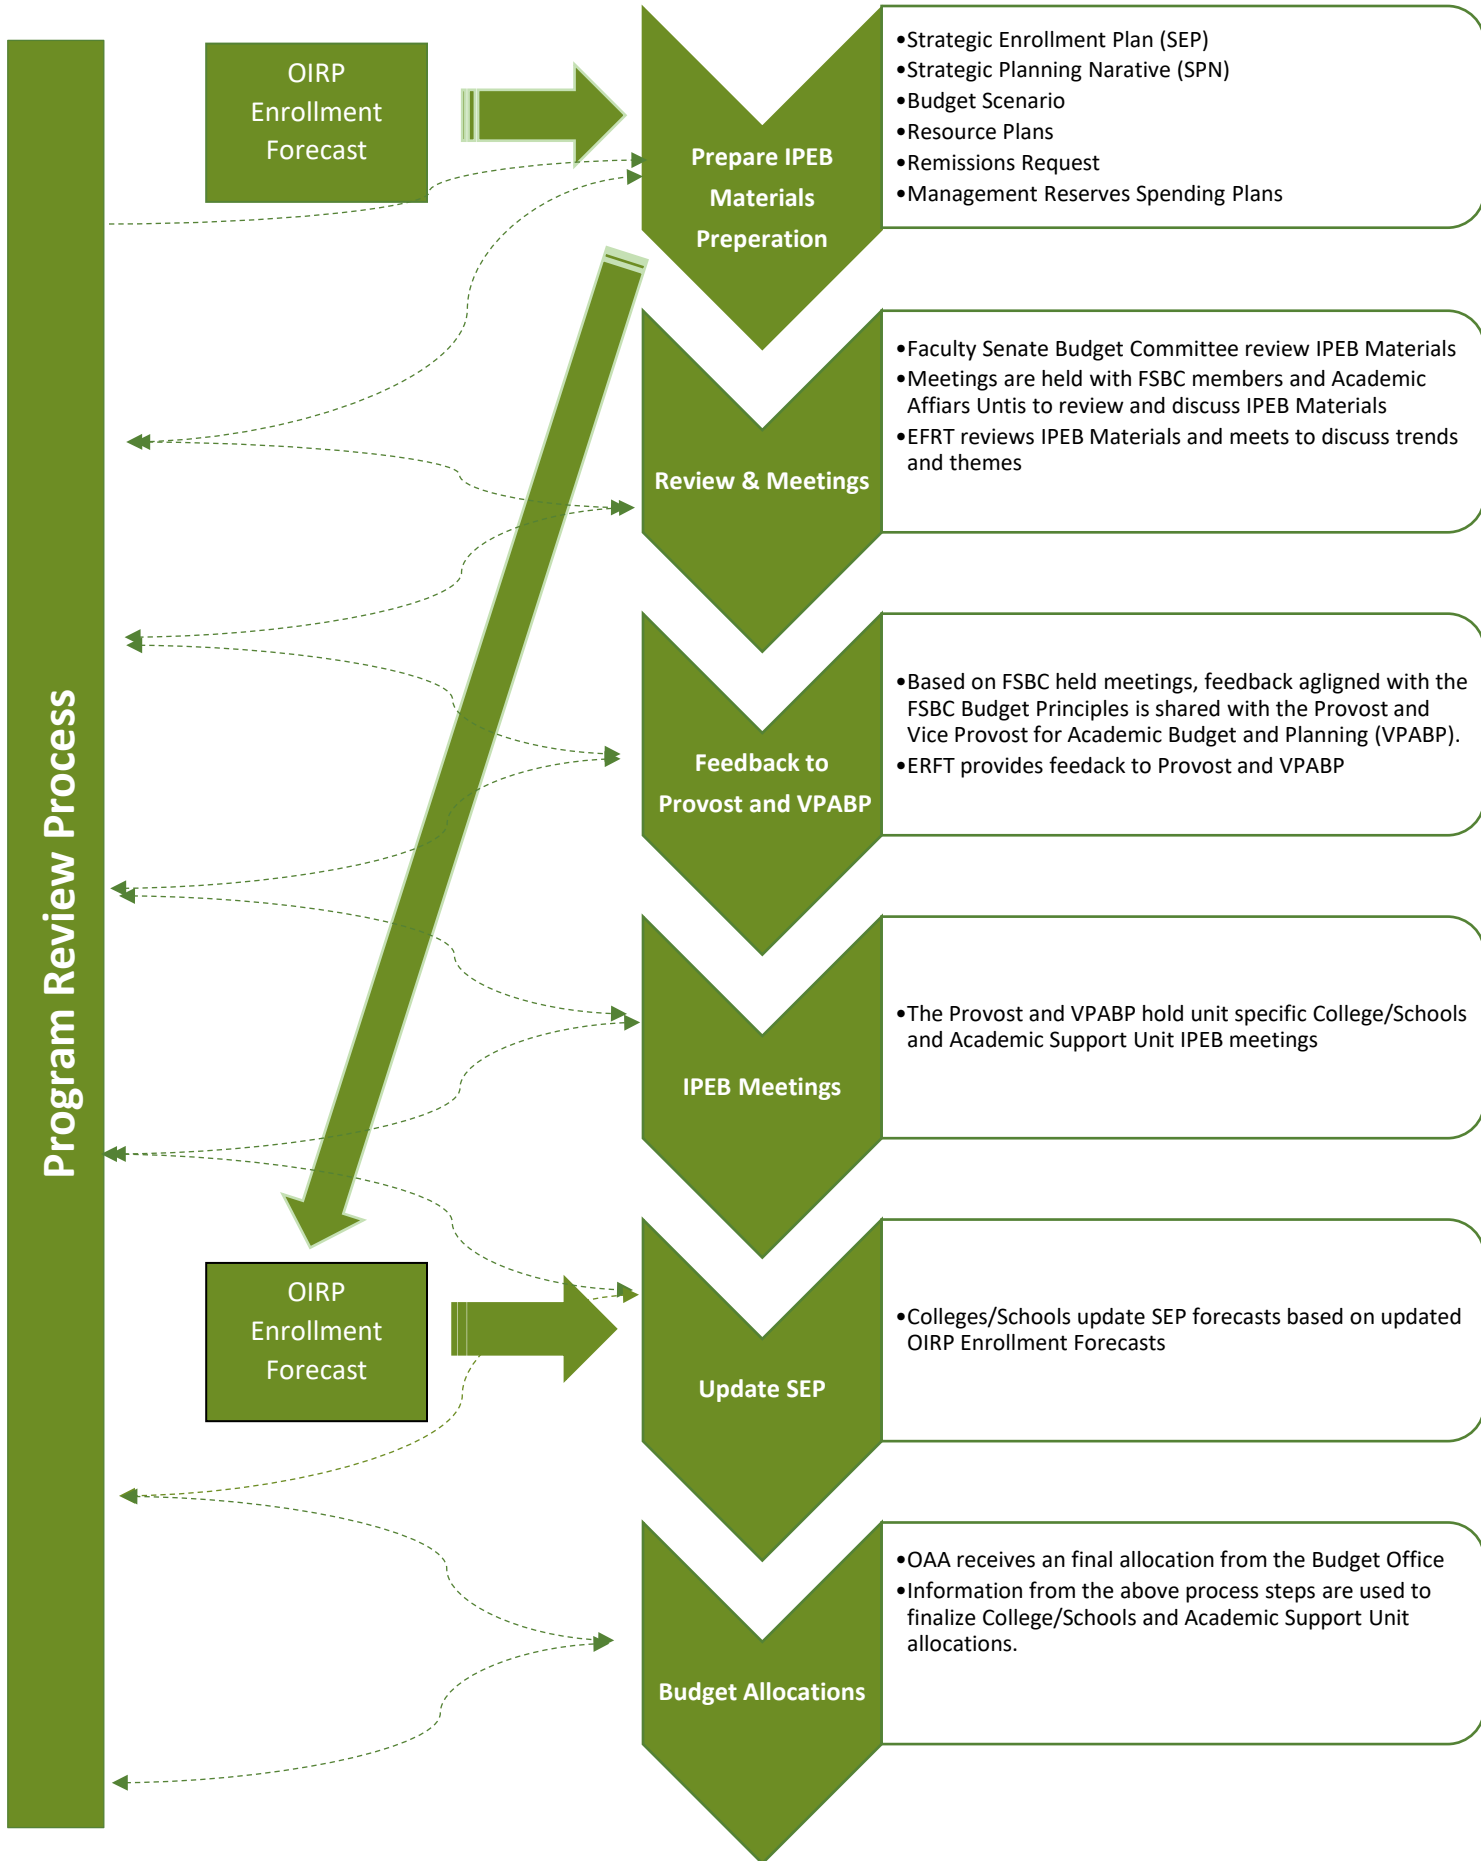 Program Review Process
OIRP
Enrollment
Forecast
Prepare IPEB
Materials
Preperation
•Strategic Enrollment Plan (SEP)
•Strategic Planning Narative (SPN)
•Budget Scenario
•Resource Plans
•Remissions Request
•Management Reserves Spending Plans
Review & Meetings
•Faculty Senate Budget Committee review IPEB Materials
•Meetings are held with FSBC members and Academic
Affiars Untis to review and discuss IPEB Materials
•EFRT reviews IPEB Materials and meets to discuss trends
and themes
Feedback to
Provost and VPABP
•Based on FSBC held meetings, feedback agligned with the
FSBC Budget Principles is shared with the Provost and
Vice Provost for Academic Budget and Planning (VPABP).
•ERFT provides feedack to Provost and VPABP
IPEB Meetings
•The Provost and VPABP hold unit specific College/Schools
and Academic Support Unit IPEB meetings
OIRP
Enrollment
Forecast
Update SEP
•Colleges/Schools update SEP forecasts based on updated
OIRP Enrollment Forecasts
Budget Allocations
•OAA receives an final allocation from the Budget Office
•Information from the above process steps are used to
finalize College/Schools and Academic Support Unit
allocations.